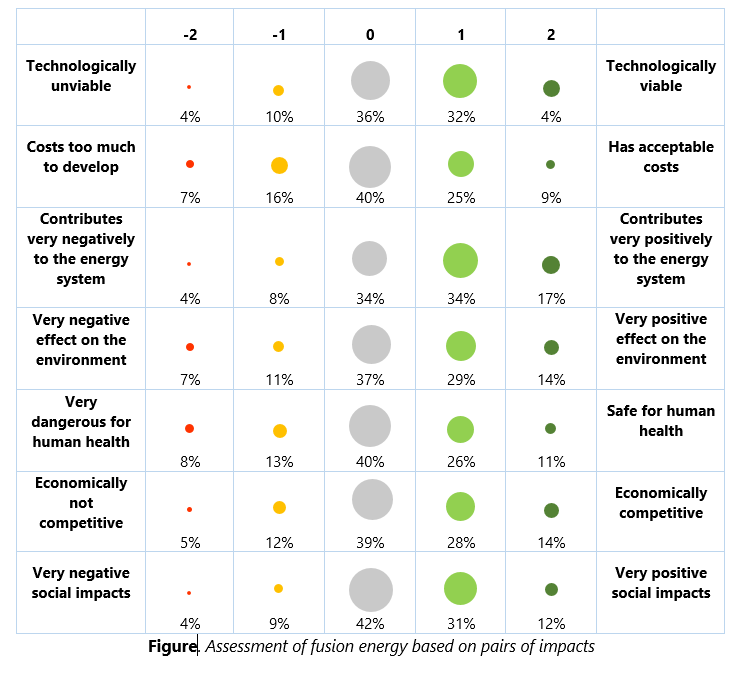 -2 -1 0 1 2
Technologically
unviable
4% 10% 36% 32% 4%
Technologically
viable
Costs too much
to develop
7% 16% 40% 25% 9%
Has acceptable
costs
Contributes
very negatively
to the energy
system
4% 8% 34% 34% 17%
Contributes
very positively
to the energy
system
Very negative
effect on the
environment
7% 11% 37% 29% 14%
Very positive
effect on the
environment
Very
dangerous for
human health
8% 13% 40% 26% 11%
Safe for human
health
Economically
not
competitive
5% 12% 39% 28% 14%
Economically
competitive
Very negative
social impacts
4% 9% 42% 31% 12%
Very positive
social impacts
Figure. Assessment of fusion energy based on pairs of impacts